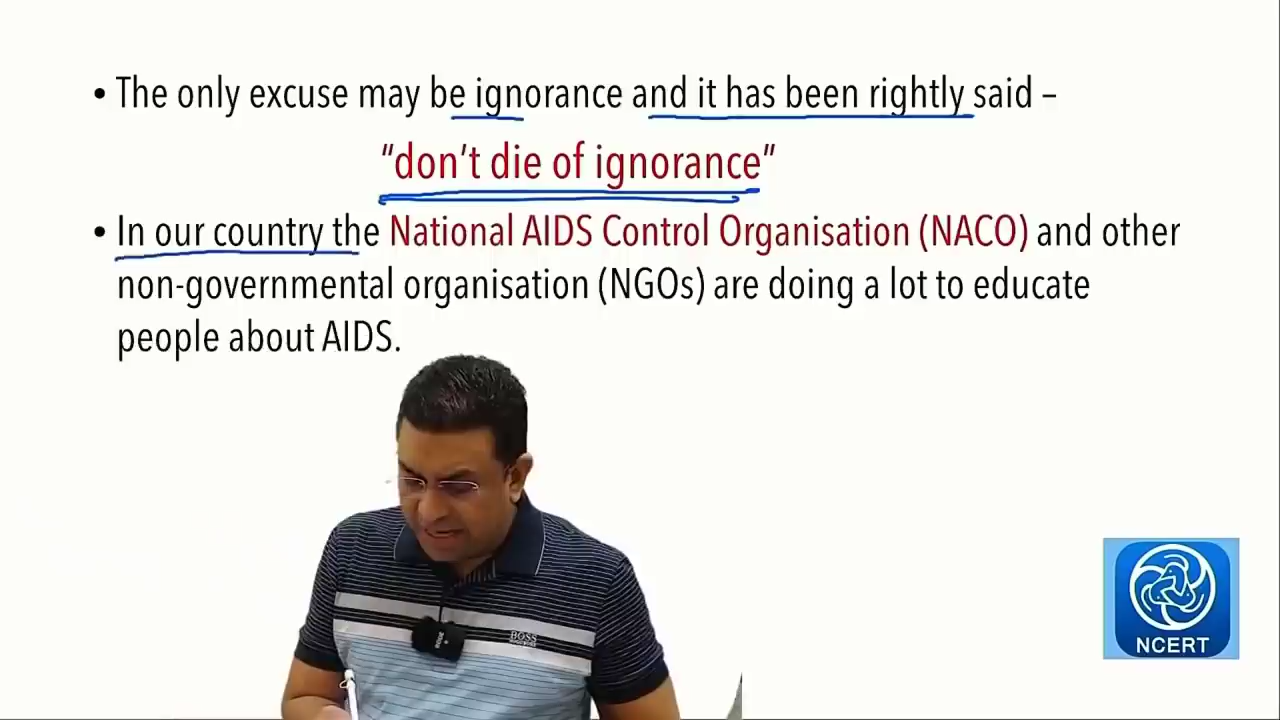 • The only excuse may be ignorance and it has been rightly said –
“don’t die of ignorance”
• In our country the National AIDS Control Organisation (NACO) and other
non-governmental organisation (NGOs) are doing a lot to educate
people about AIDS.
BOSS
NCERT